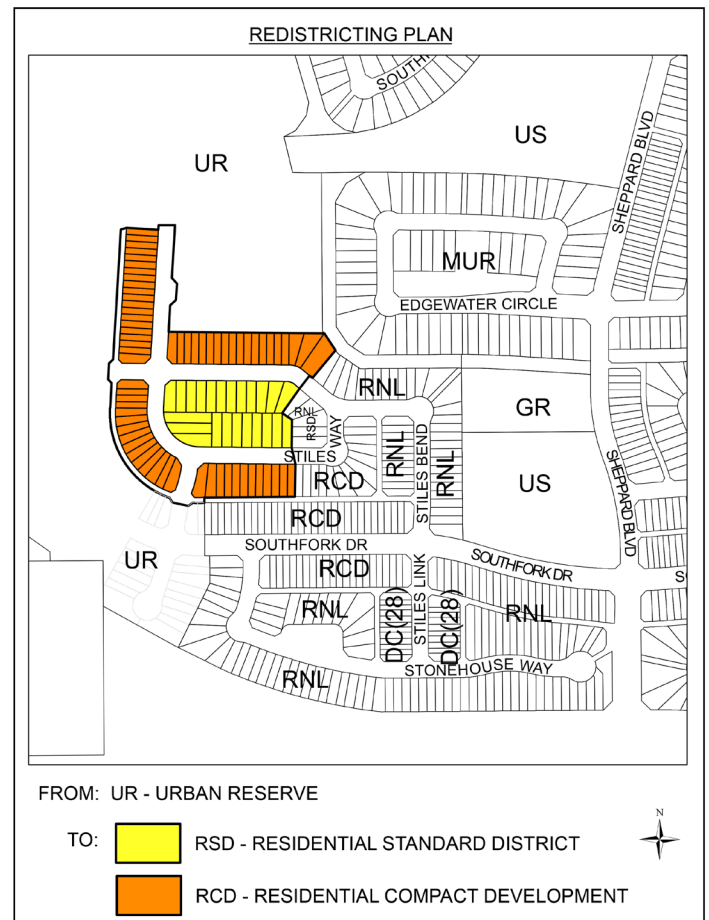 REDISTRICTING PLAN
US
UR
SHEPPARD BLVD
MUR
EDGEWATER CIRCLE
RNL
GR
RNL
RSD
STILES WAY
RNL
STILES BEND
RNL
RCD
US
SHEPPARD BLVD
RCD
SOUTHFORK DR
UR
RCD
SOUTHFORK DR
STILES LINK
RNL
DC(28)
DC(28)
RNL
STONEHOUSE WAY
RNL
FROM: UR - URBAN RESERVE
TO:
RSD - RESIDENTIAL STANDARD DISTRICT
RCD - RESIDENTIAL COMPACT DEVELOPMENT
N